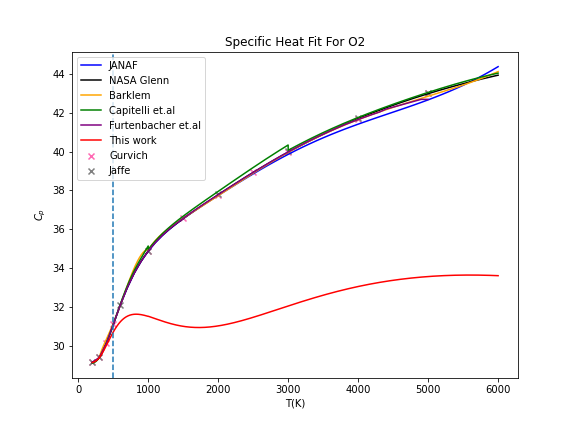 Specific Heat Fit For O2
JANAF
NASA Glenn
Barklem
Capitelli et.al
Furtenbacher et.al
This work
Gurvich
Jaffe
44
42
40
38
36
34
32
30
Cₚ
0 1000 2000 3000 4000 5000 6000
T(K)